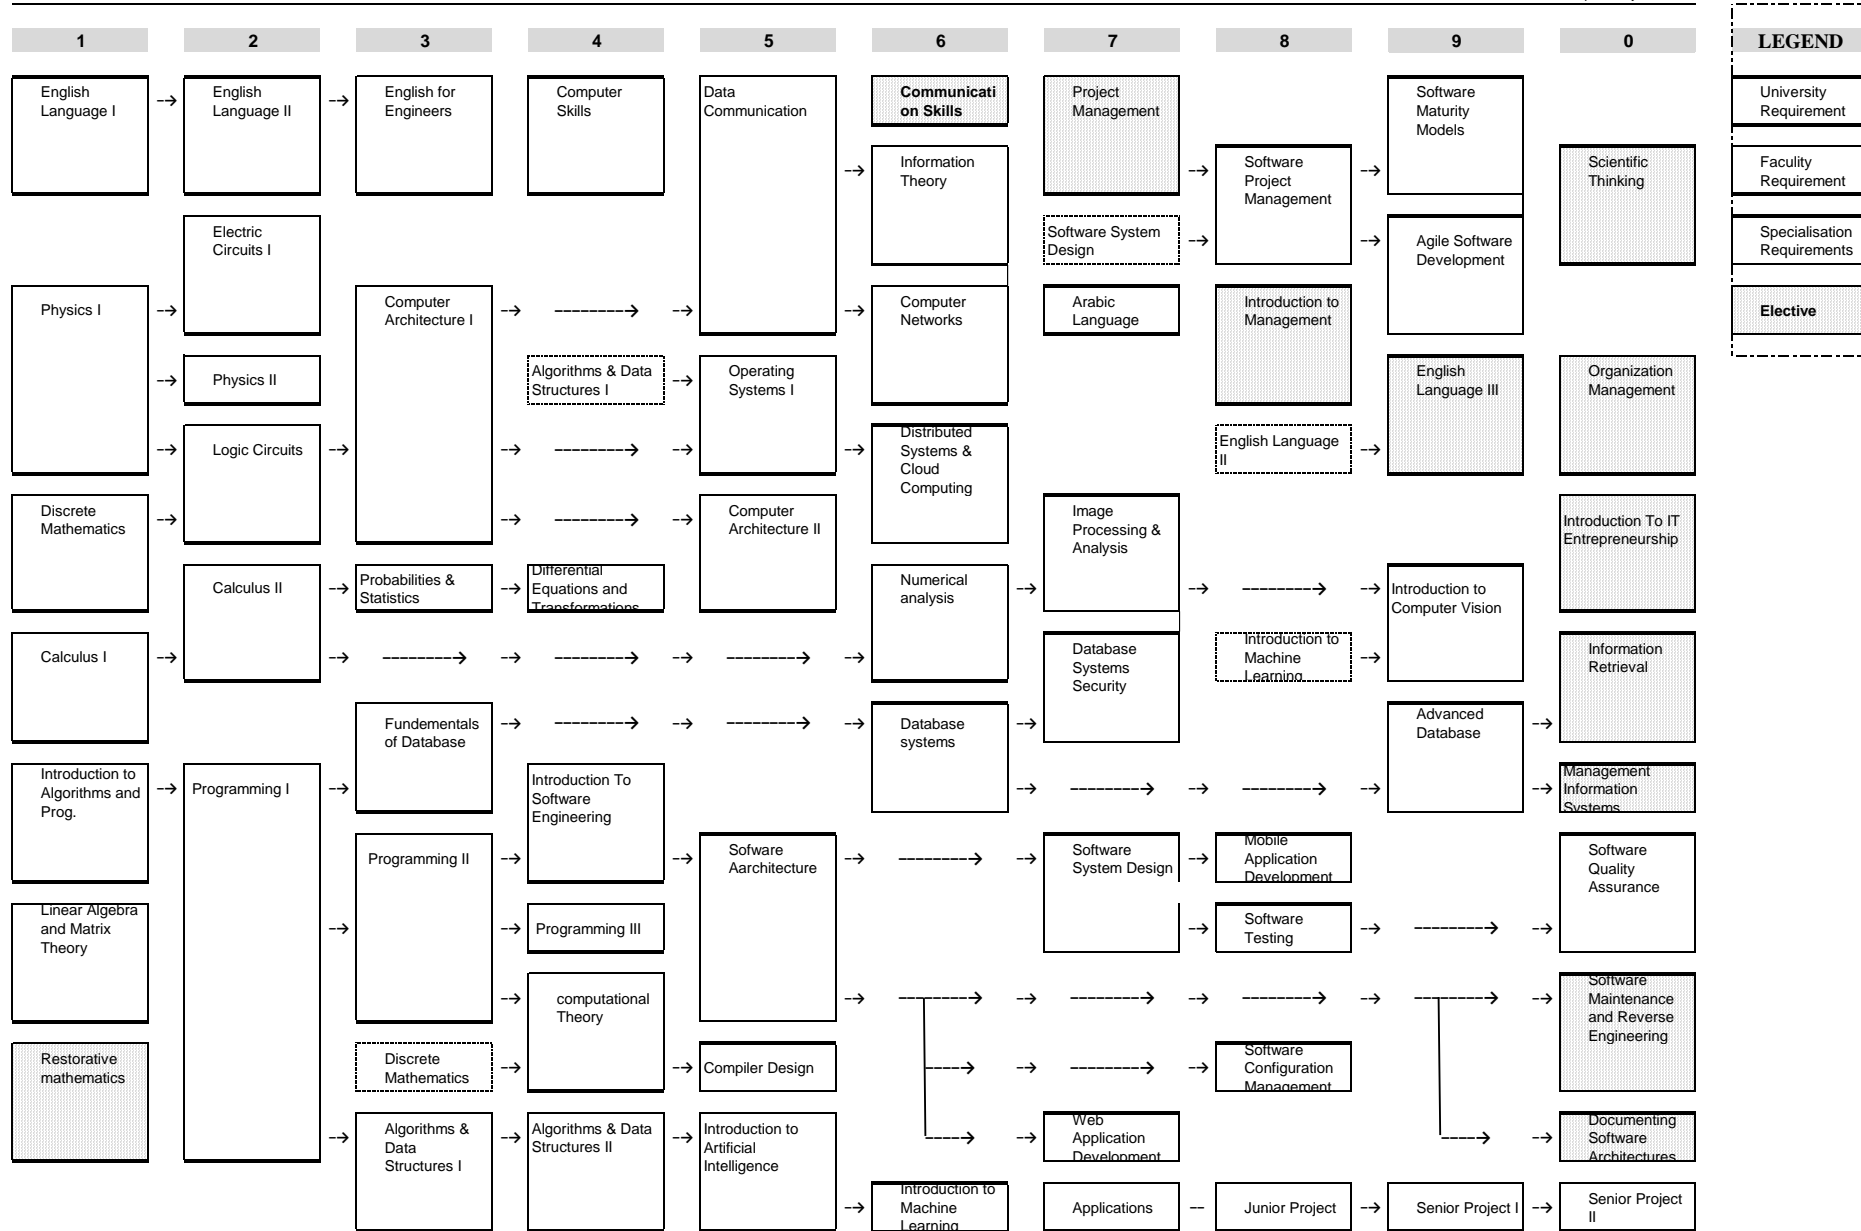 1
2
3
4
5
6
7
8
9
0
LEGEND
English
Language I
English
Language II
English for
Engineers
Computer
Skills
Data
Communication
Communicati
on Skills
Project
Management
Software
Maturity
Models
University
Requirement
Information
Theory
Software
Project
Management
Scientific
Thinking
Faculity
Requirement
Electric
Circuits I
Software System
Design
Agile Software
Development
Specialisation
Requirements
Physics I
Computer
Architecture I
Computer
Networks
Arabic
Language
Introduction to
Management
Elective
Physics II
Algorithms & Data
Structures I
Operating
Systems I
English
Language III
Organization
Management
Logic Circuits
Distributed
Systems &
Cloud
Computing
English Language
II
Discrete
Mathematics
Computer
Architecture II
Image
Processing &
Analysis
Introduction To IT
Entrepreneurship
Calculus II
Probabilities &
Statistics
Differential
Equations and
Transformations
Numerical
analysis
Introduction to
Computer Vision
Calculus I
Database
Systems
Security
Introduction to
Machine
Learning
Information
Retrieval
Fundementals
of Database
Database
systems
Advanced
Database
Introduction to
Algorithms and
Prog.
Programming I
Introduction To
Software
Engineering
Management
Information
Systems
Programming II
Sofware
Aarchitecture
Software
System Design
Mobile
Application
Development
Software
Quality
Assurance
Linear Algebra
and Matrix
Theory
Programming III
Software
Testing
computational
Theory
Software
Maintenance
and Reverse
Engineering
Restorative
mathematics
Discrete
Mathematics
Compiler Design
Software
Configuration
Management
Algorithms &
Data
Structures I
Algorithms & Data
Structures II
Introduction to
Artificial
Intelligence
Web
Application
Development
Documenting
Software
Architectures
Introduction to
Machine
Learning
Applications
Junior Project
Senior Project I
Senior Project
II